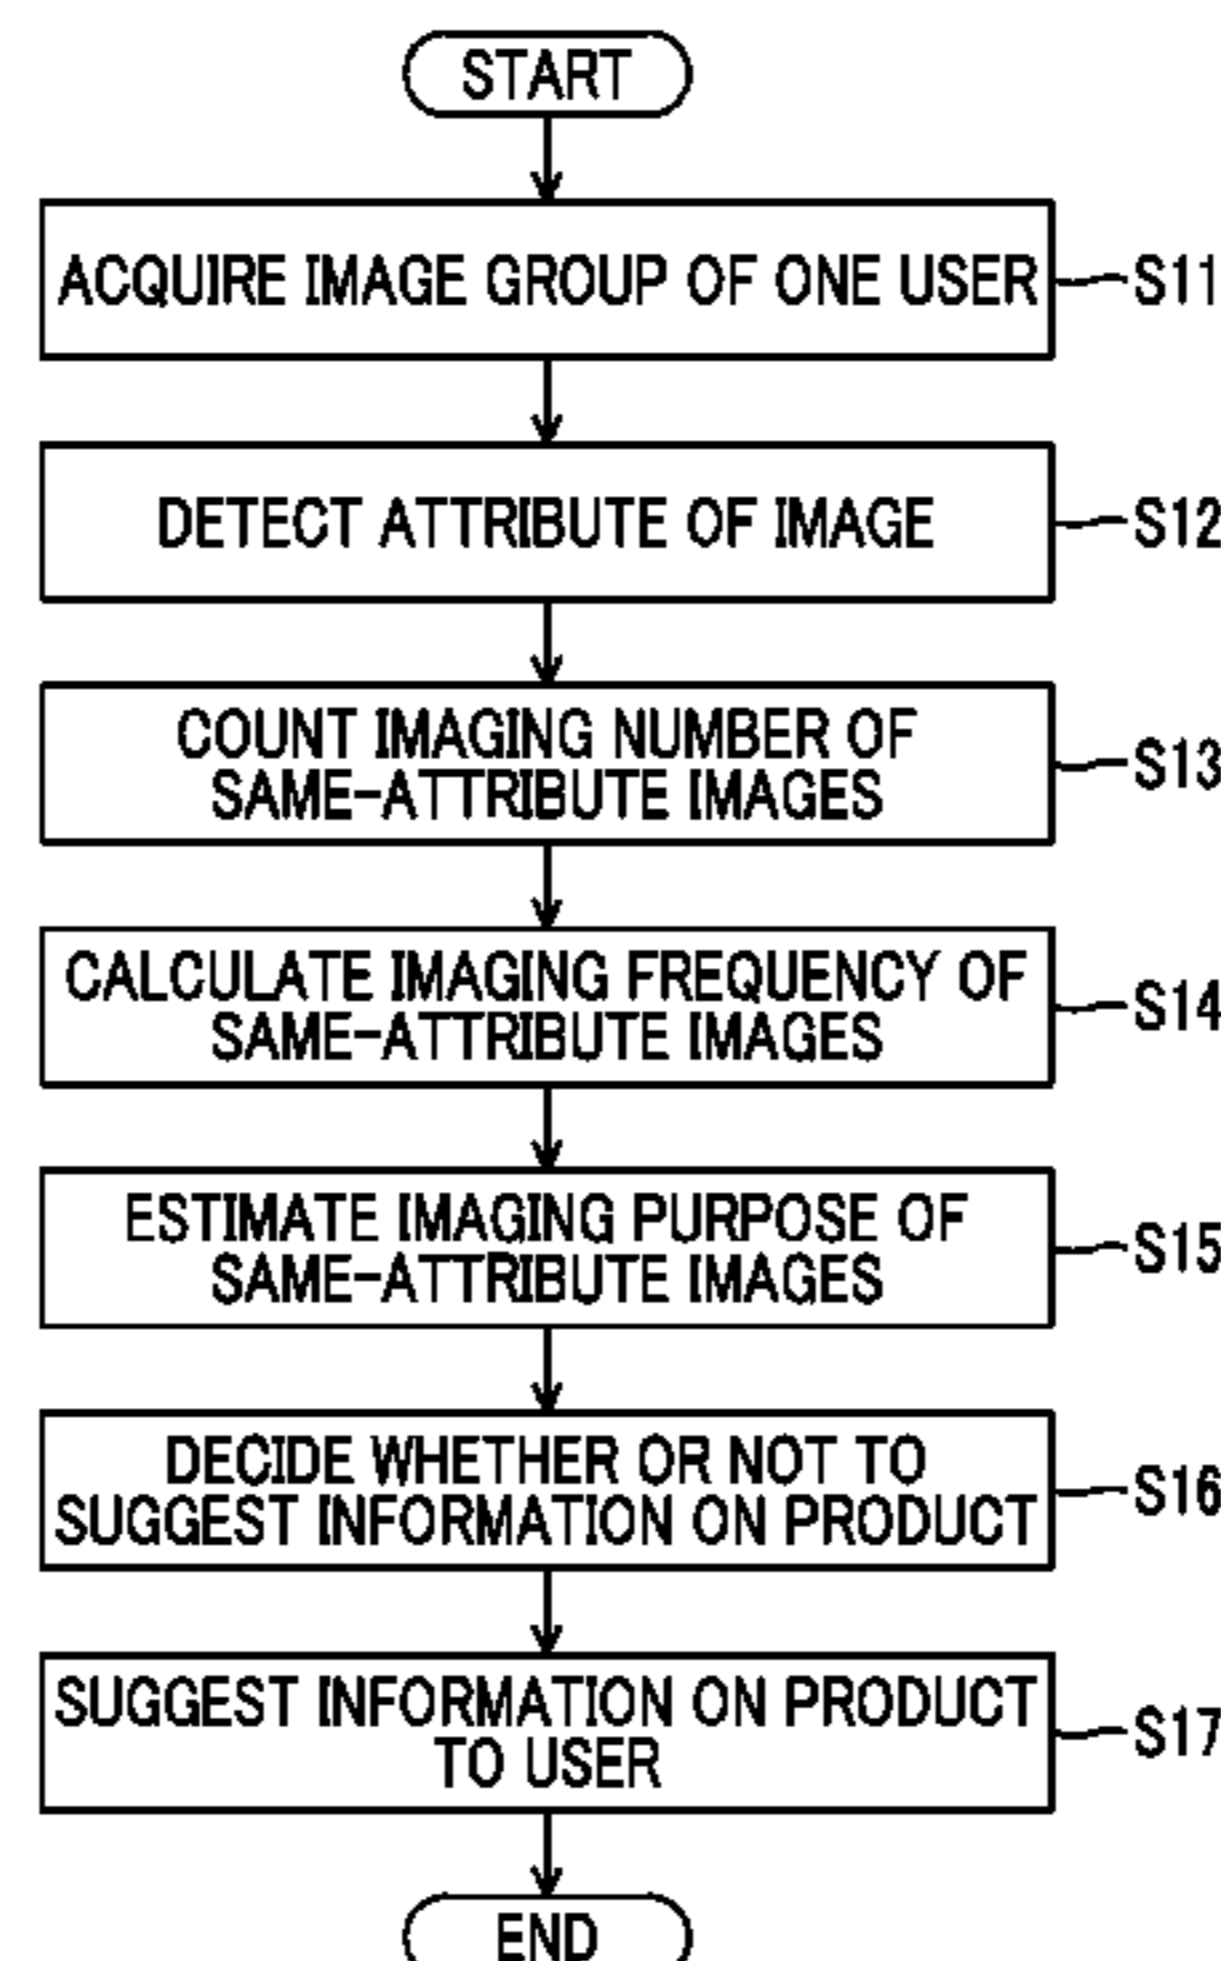 START
ACQUIRE IMAGE GROUP OF ONE USER
S11
DETECT ATTRIBUTE OF IMAGE
S12
COUNT IMAGING NUMBER OF
SAME-ATTRIBUTE IMAGES
S13
CALCULATE IMAGING FREQUENCY OF
SAME-ATTRIBUTE IMAGES
S14
ESTIMATE IMAGING PURPOSE OF
SAME-ATTRIBUTE IMAGES
S15
DECIDE WHETHER OR NOT TO
SUGGEST INFORMATION ON PRODUCT
S16
SUGGEST INFORMATION ON PRODUCT
TO USER
S17
END